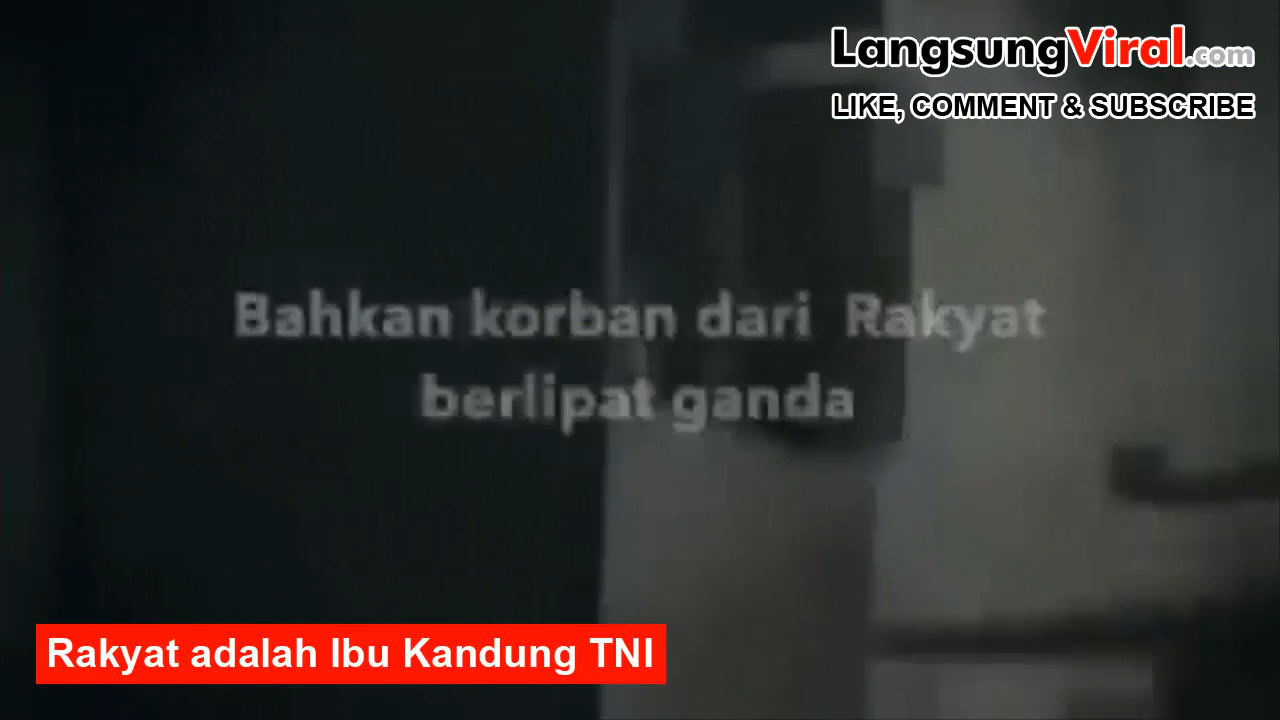 LangsungViral.com
LIKE, COMMENT & SUBSCRIBE
Bahkan korban dari Rakyat
berlipat ganda
Rakyat adalah Ibu Kandung TNI